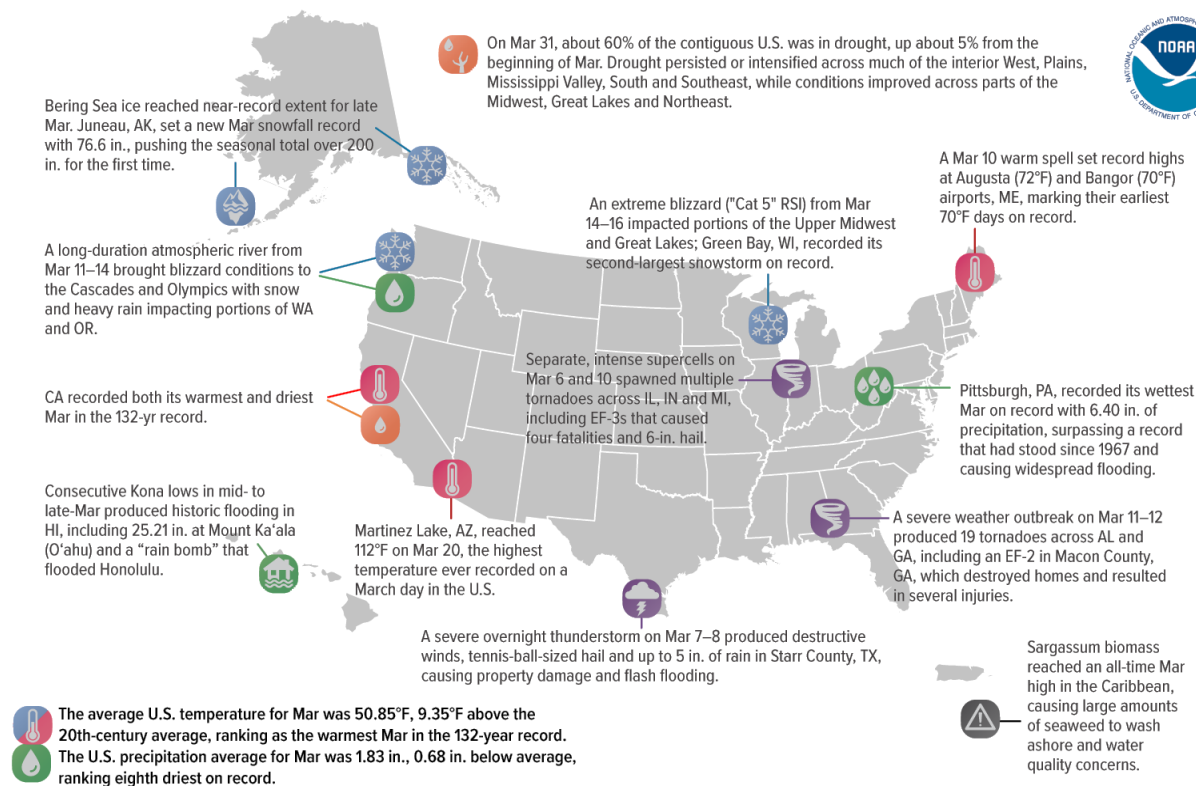 On Mar 31, about 60% of the contiguous U.S. was in drought, up about 5% from the
beginning of Mar. Drought persisted or intensified across much of the interior West, Plains,
Mississippi Valley, South and Southeast, while conditions improved across parts of the
Midwest, Great Lakes and Northeast.
NATIONAL OCEANIC AND ATMOSPH
NOAA
U.S. DEPARTMENT OF C
Bering Sea ice reached near-record extent for late
Mar. Juneau, AK, set a new Mar snowfall record
with 76.6 in., pushing the seasonal total over 200
in. for the first time.
A Mar 10 warm spell set record highs
at Augusta (72°F) and Bangor (70°F)
airports, ME, marking their earliest
70°F days on record.
An extreme blizzard ("Cat 5" RSI) from Mar
14–16 impacted portions of the Upper Midwest
and Great Lakes; Green Bay, WI, recorded its
second-largest snowstorm on record.
A long-duration atmospheric river from
Mar 11–14 brought blizzard conditions to
the Cascades and Olympics with snow
and heavy rain impacting portions of WA
and OR.
Separate, intense supercells on
Mar 6 and 10 spawned multiple
tornadoes across IL, IN and MI,
including EF-3s that caused
four fatalities and 6-in. hail.
CA recorded both its warmest and driest
Mar in the 132-yr record.
Pittsburgh, PA, recorded its wettest
Mar on record with 6.40 in. of
precipitation, surpassing a record
that had stood since 1967 and
causing widespread flooding.
Consecutive Kona lows in mid- to
late-Mar produced historic flooding in
HI, including 25.21 in. at Mount Kaʻala
(Oʻahu) and a “rain bomb” that
flooded Honolulu.
Martinez Lake, AZ, reached
112°F on Mar 20, the highest
temperature ever recorded on a
March day in the U.S.
A severe weather outbreak on Mar 11–12
produced 19 tornadoes across AL and
GA, including an EF-2 in Macon County,
GA, which destroyed homes and resulted
in several injuries.
A severe overnight thunderstorm on Mar 7–8 produced destructive
winds, tennis-ball-sized hail and up to 5 in. of rain in Starr County, TX,
causing property damage and flash flooding.
Sargassum biomass
reached an all-time Mar
high in the Caribbean,
causing large amounts
of seaweed to wash
ashore and water
quality concerns.
The average U.S. temperature for Mar was 50.85°F, 9.35°F above the
20th-century average, ranking as the warmest Mar in the 132-year record.
The U.S. precipitation average for Mar was 1.83 in., 0.68 in. below average,
ranking eighth driest on record.